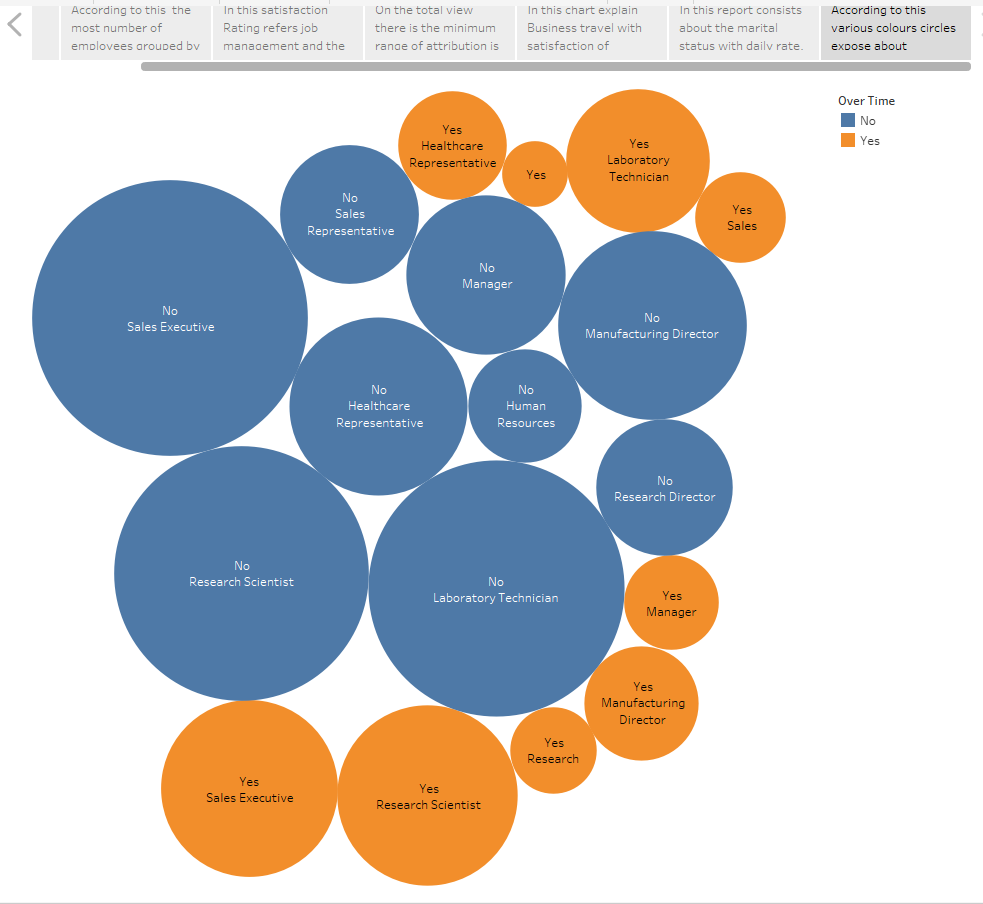 According to this  the
most number of
employees grouped by
In this satisfaction
Rating refers job
management and the
On the total view
there is the minimum
range of attribution is
In this chart explain
Business travel with
satisfaction of
In this report consists
about the marital
status with daily rate.
According to this
various colours circles
expose about
Over Time
No
Yes
Yes
Healthcare
Representative
Yes
Yes
Laboratory
Technician
Yes
Sales
No
Sales
Representative
No
Manager
No
Sales Executive
No
Manufacturing Director
No
Healthcare
Representative
No
Human
Resources
No
Research Director
No
Research Scientist
No
Laboratory Technician
Yes
Manager
Yes
Manufacturing
Director
Yes
Research
Yes
Sales Executive
Yes
Research Scientist